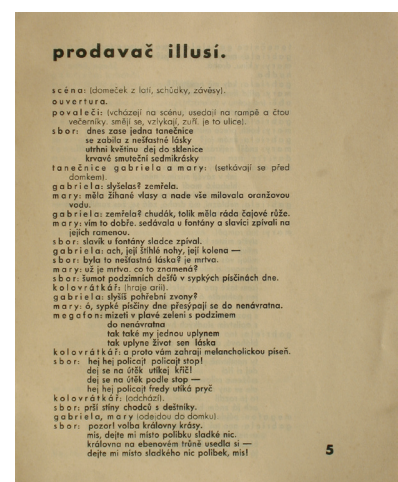 prodavač illusí.
scéna: (domeček z latí, schůdky, závěsy).
ouvertura.
povaleči: (vcházejí na scénu, usedají na rampě a čtou
večerníky. smějí se, vzlykají, zuří. je to ulice).
sbor: dnes zase jedna tanečnice
se zabila z nešťastné lásky
utrhni květinu dej do sklenice
krvavé smuteční sedmikrásky
tanečnice gabriela a mary: (setkávají se před
domkem).
gabriela: slyšelas? zemřela.
mary: měla žíhané vlasy a nade vše milovala oranžovou
vodu.
gabriela: zemřela? chudák, tolik měla ráda čajové růže.
mary: vím to dobře. sedávala u fontány a slavíci zpívali na
jejích ramenou.
sbor: slavík u fontány sladce zpíval.
gabriela: ach, její štíhlé nohy, její kolena —
sbor: byla to nešťastná láska? je mrtva.
mary: už je mrtva. co to znamená?
sbor: šumot podzimních dešťů v sypkých písčinách dne.
kolovrátkář: (hraje arii).
gabriela: slyšíš pohřební zvony?
mary: ó, sypké písčiny dne přesýpají se do nenávratna.
megafon: mizeti v plavé zeleni s podzimem
do nenávratna
tak také my jednou uplynem
tak uplyne život sen láska
kolovrátkář: a proto vám zahraji melancholickou píseň.
sbor: hej hej policajt policajt stop!
dej se na útěk utíkej křič!
dej se na útěk podle stop —
hej hej policajt fredy utíká pryč
kolovrátkář: (odchází).
sbor: prší stíny chodců s deštníky.
gabriela, mary (odejdou do domku).
sbor: pozor! volba královny krásy.
mis, dejte mi místo polibku sladké nic.
královna na ebenovém trůně usedla si —
dejte mi místo sladkého nic polibek, mis!
5